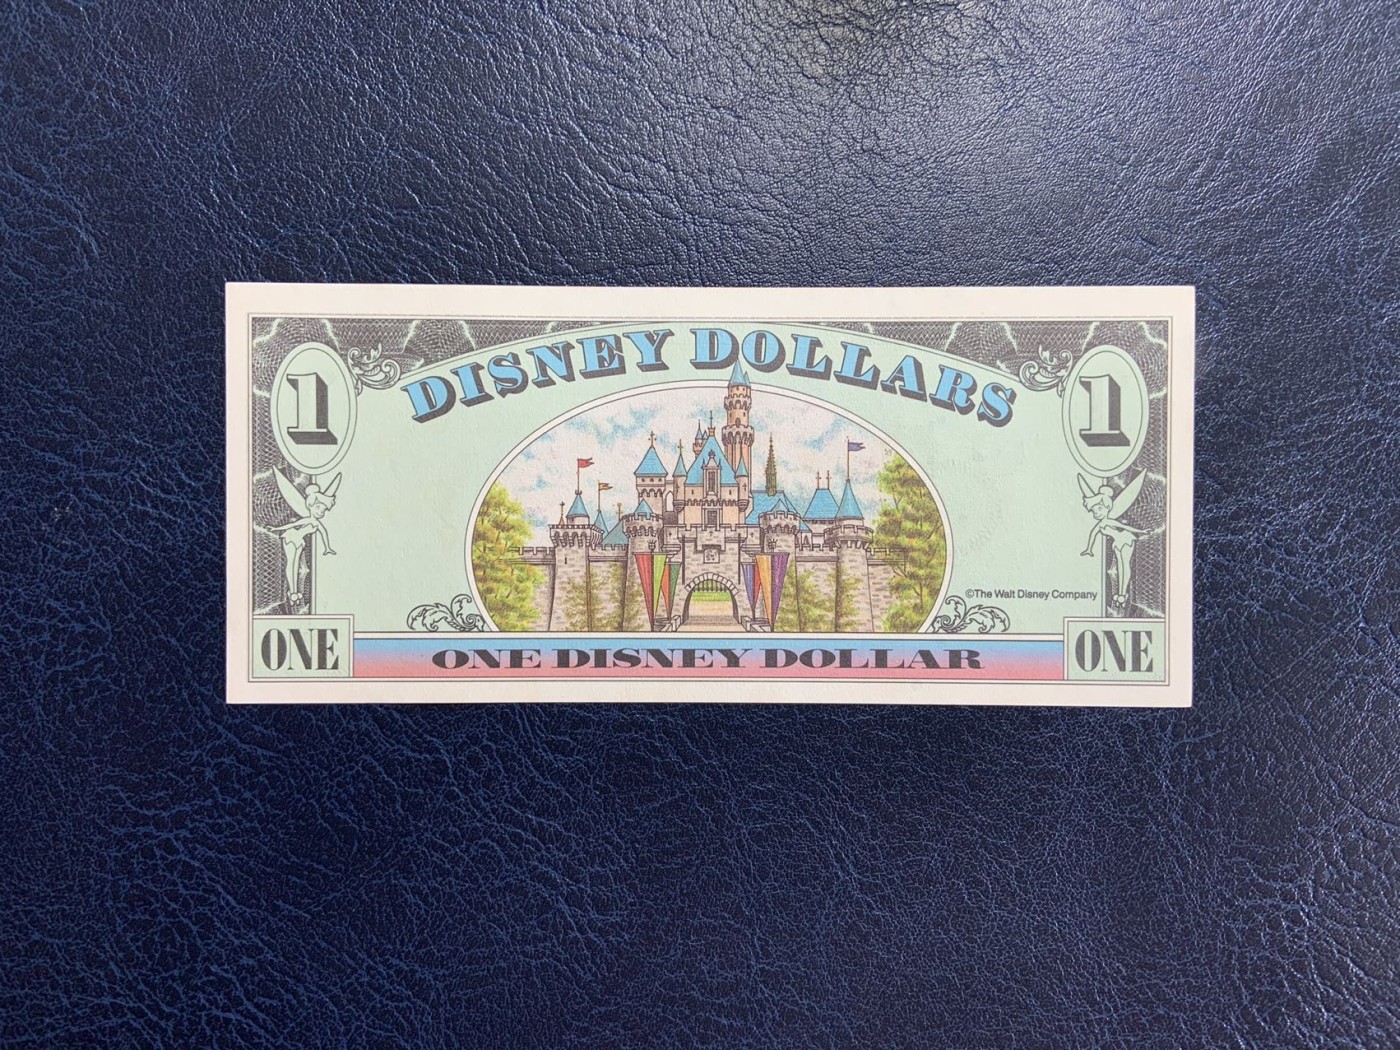 DISNEY DOLLARS
1
1
©The Walt Disney Company
ONE
ONE DISNEY DOLLAR
ONE